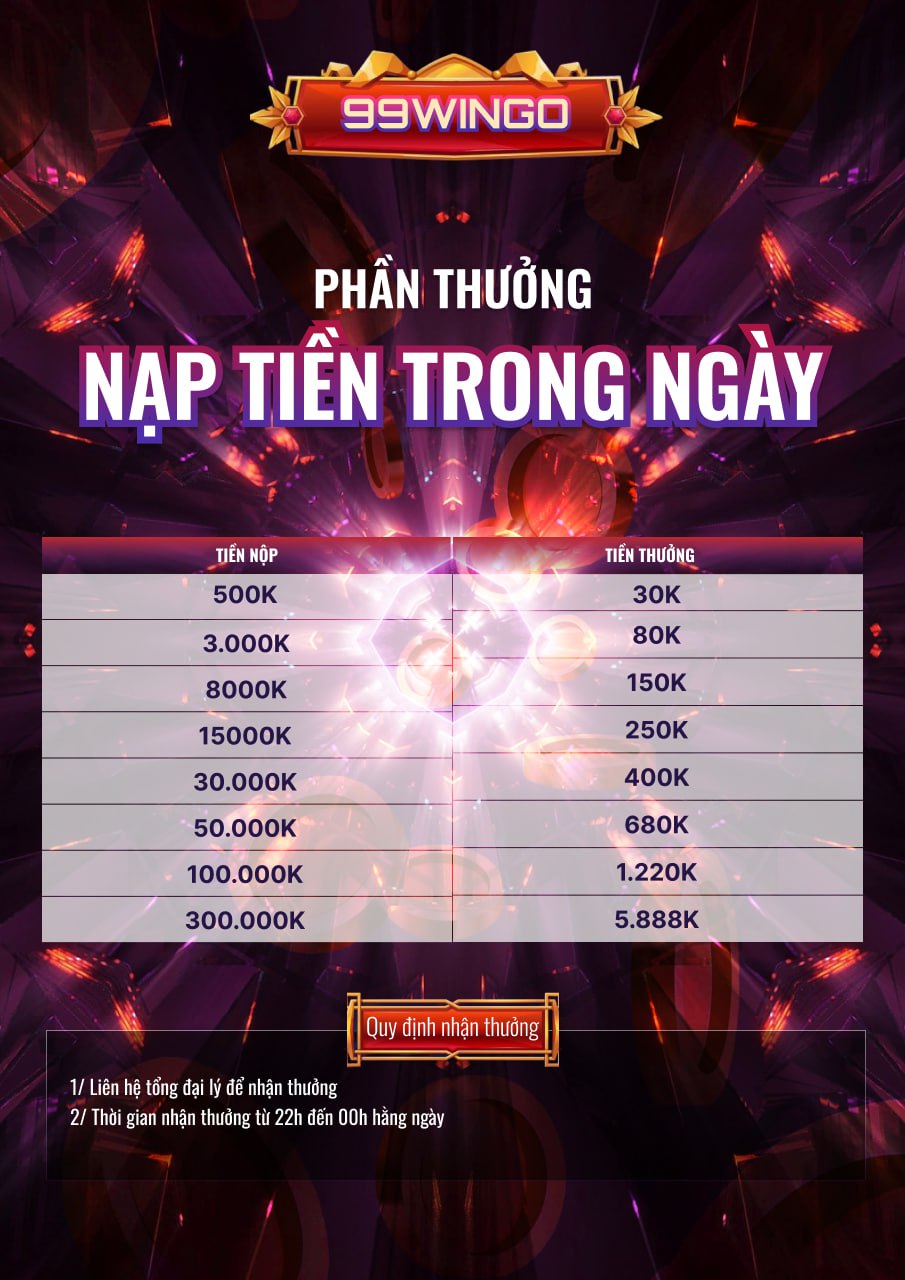 99WINGO
PHẦN THƯỞNG
NẠP TIỀN TRONG NGÀY
TIỀN NỘP TIỀN THƯỞNG
500K 30K
3.000K 80K
8000K 150K
15000K 250K
30.000K 400K
50.000K 680K
100.000K 1.220K
300.000K 5.888K
Quy định nhận thưởng
1/ Liên hệ tổng đại lý để nhận thưởng
2/ Thời gian nhận thưởng từ 22h đến 00h hằng ngày